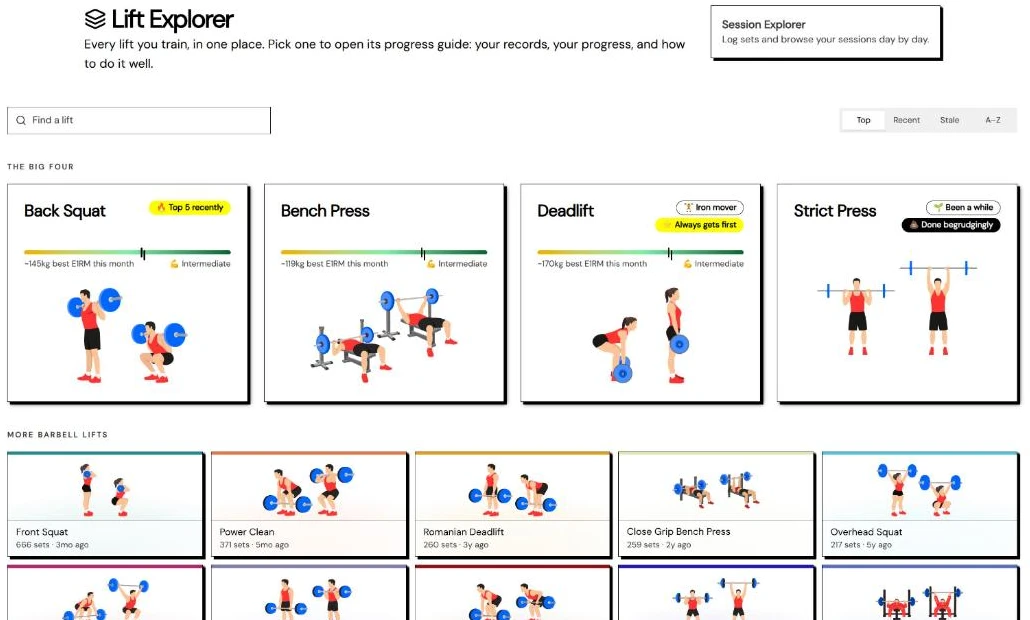 Lift Explorer
Every lift you train, in one place. Pick one to open its progress guide: your records, your progress, and how
to do it well.
Session Explorer
Log sets and browse your sessions day by day.
Find a lift
Top Recent Stale A–Z
THE BIG FOUR
Back Squat
🔥 Top 5 recently
~145kg best E1RM this month
💪 Intermediate
Bench Press
~119kg best E1RM this month
💪 Intermediate
Deadlift
🏋️ Iron mover
Always gets first
~170kg best E1RM this month
💪 Intermediate
Strict Press
🌱 Been a while
💩 Done begrudgingly
MORE BARBELL LIFTS
Front Squat
666 sets · 3mo ago
Power Clean
371 sets · 5mo ago
Romanian Deadlift
260 sets · 3y ago
Close Grip Bench Press
259 sets · 2y ago
Overhead Squat
217 sets · 5y ago